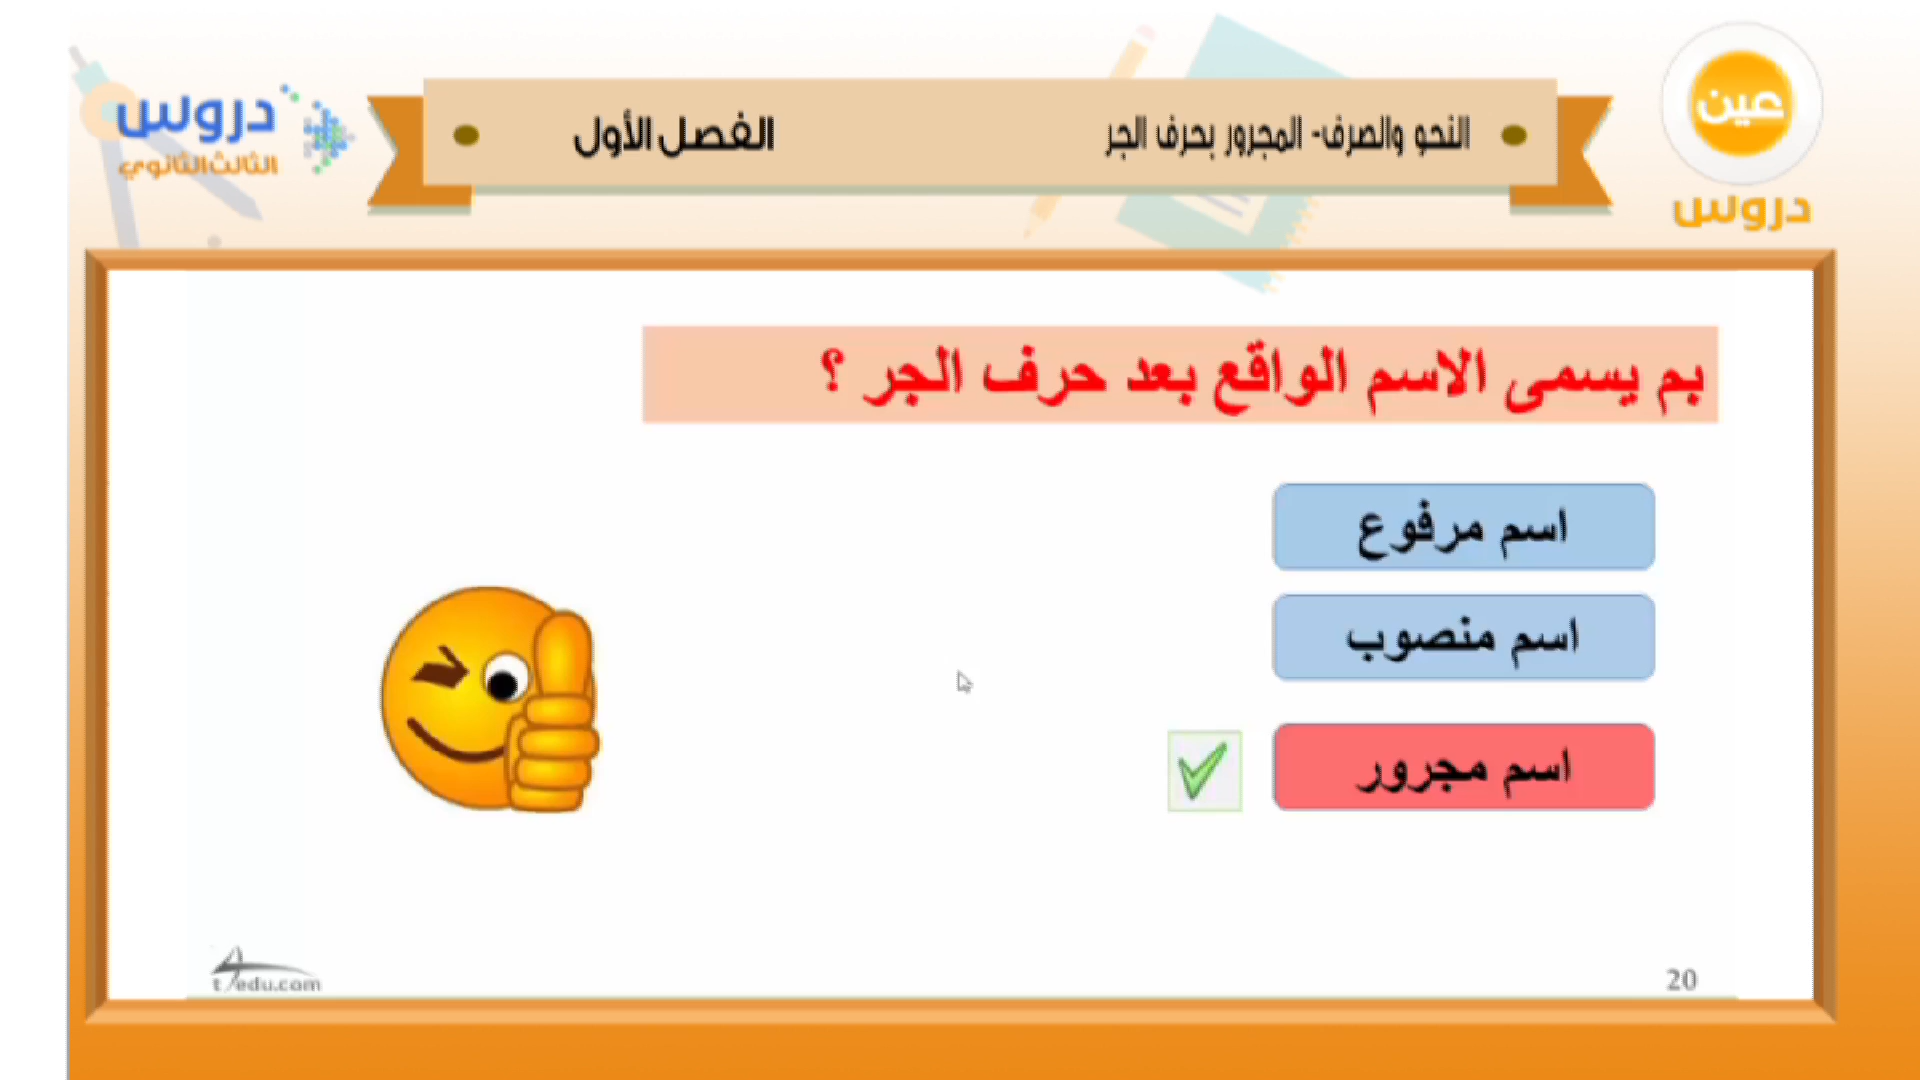 عين
دروس
النحو والصرف- المجرور بحرف الجر
الفصل الأول
دروس
الثالث الثانوي
بم يسمى الاسم الواقع بعد حرف الجر ؟
اسم مرفوع
اسم منصوب
اسم مجرور
t4edu.com
20